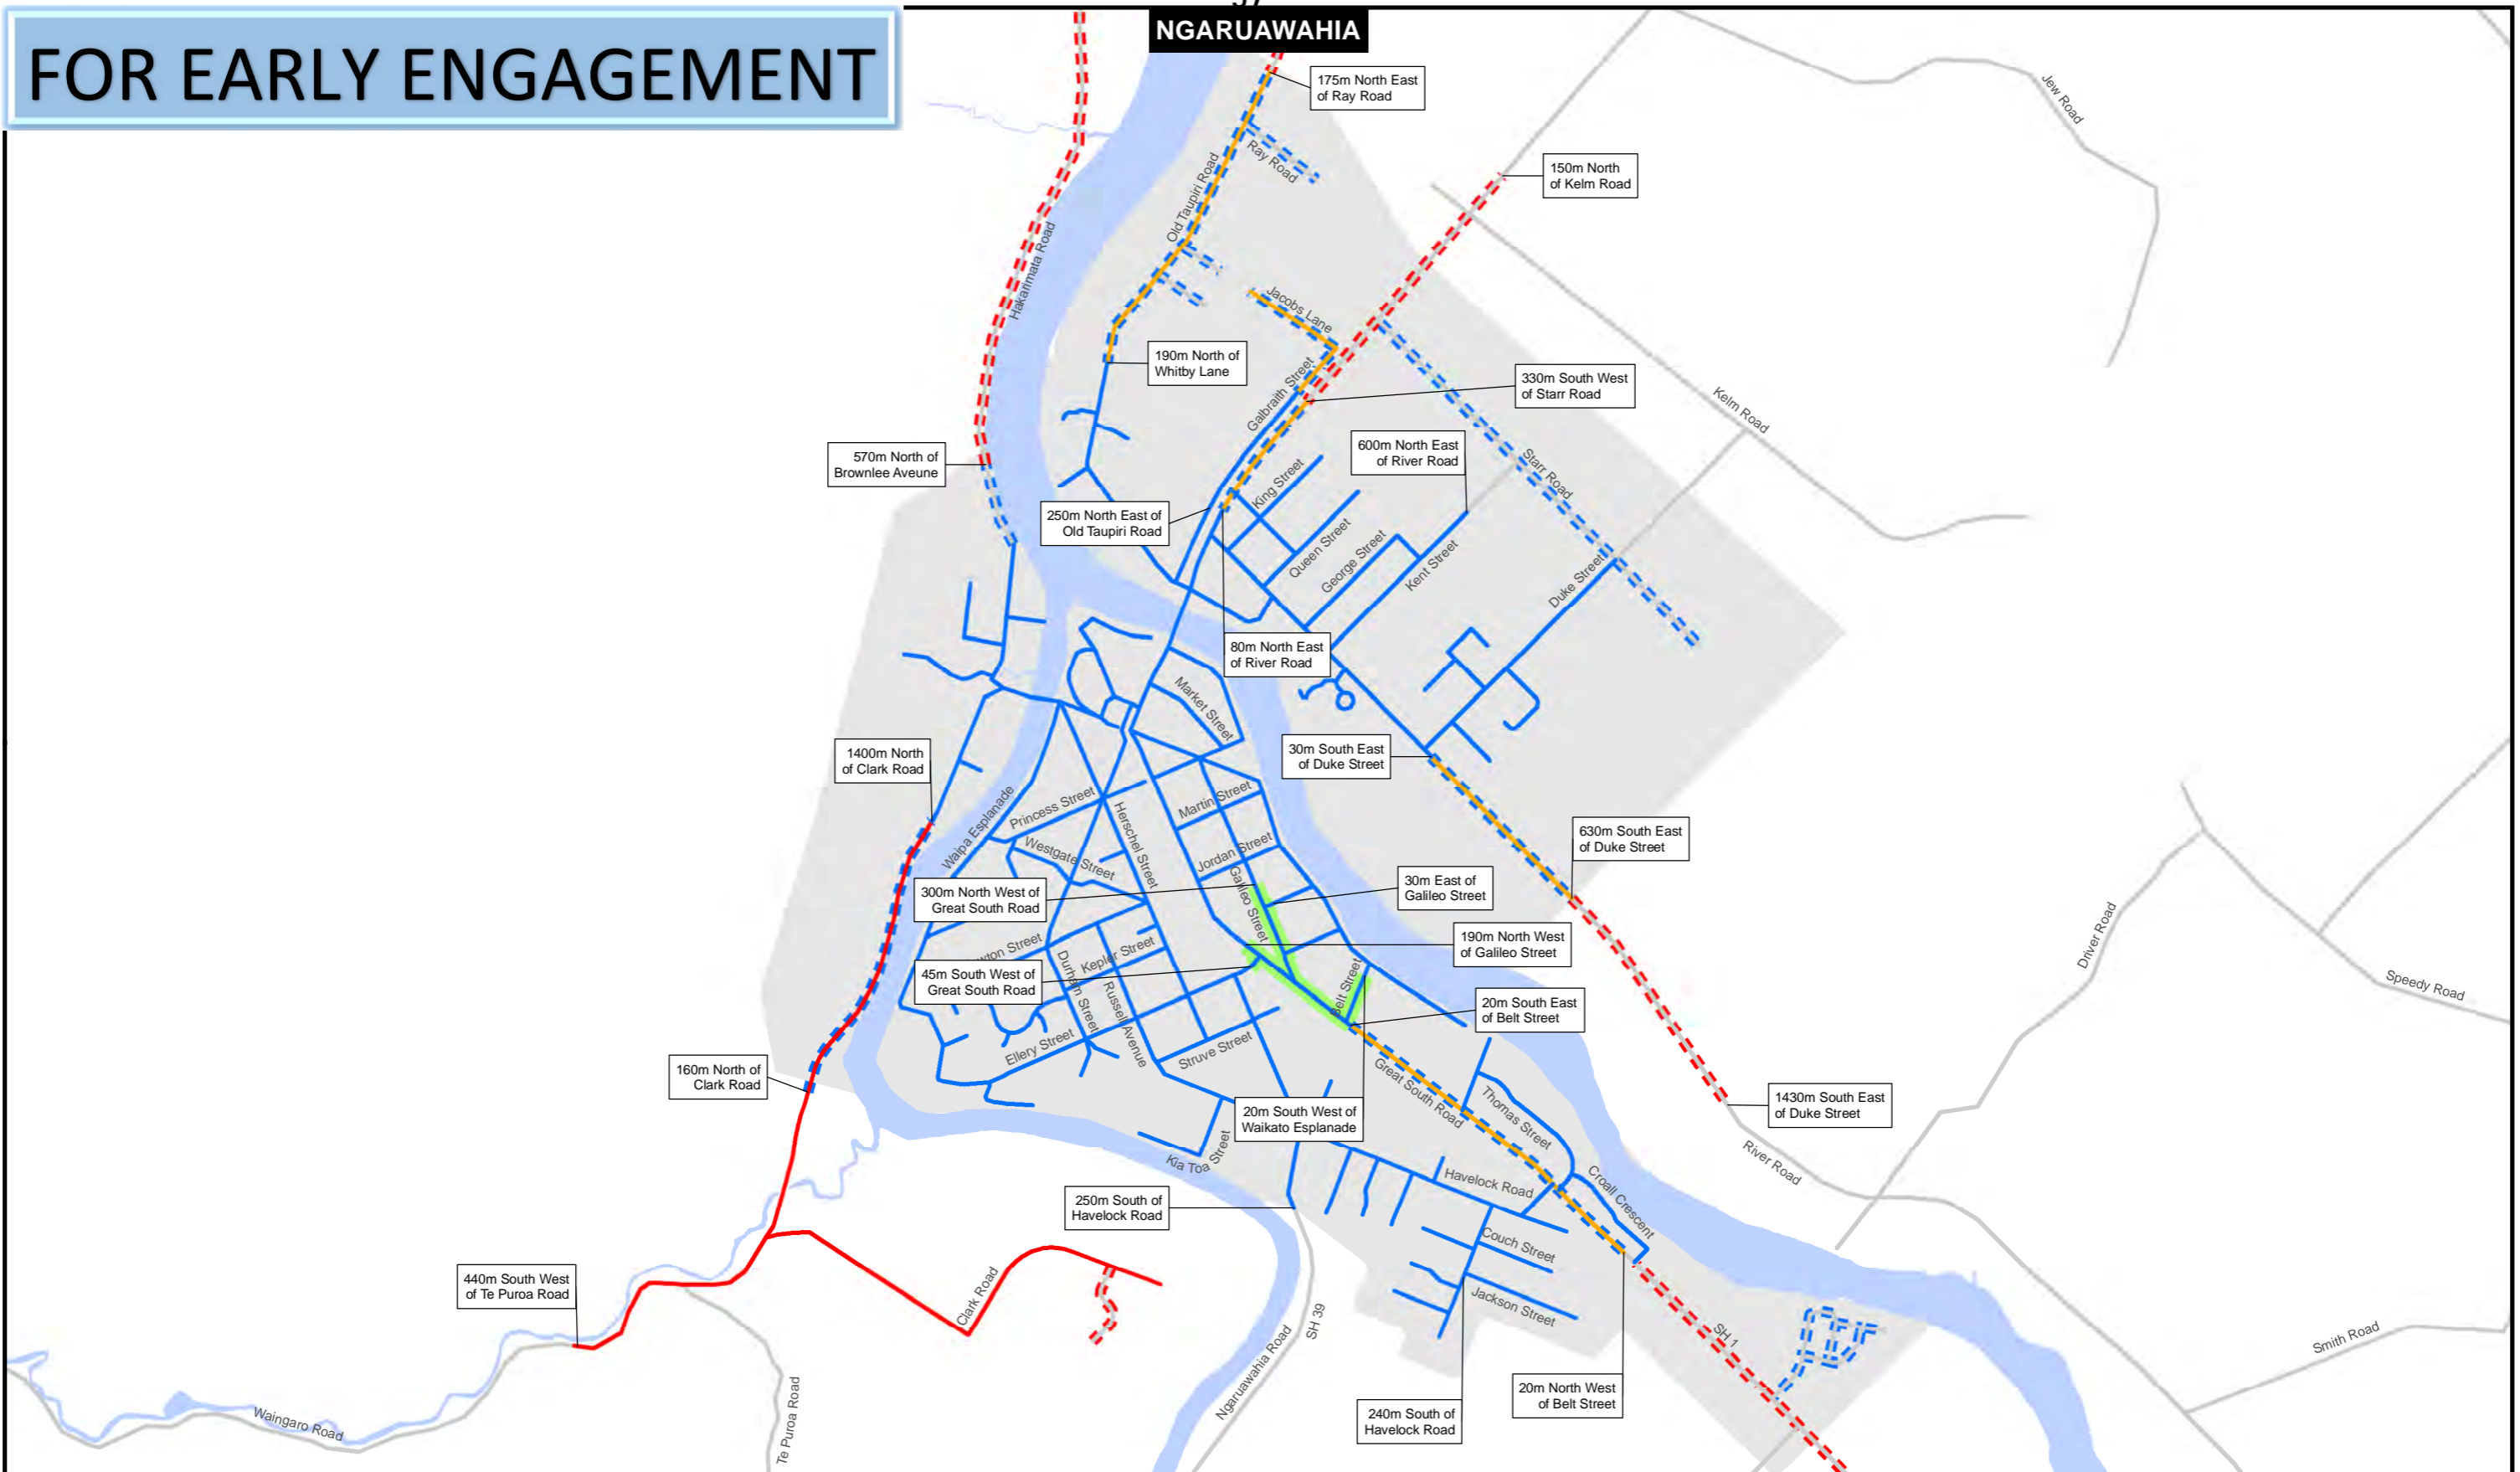 37
NGARUAWAHIA
FOR EARLY ENGAGEMENT
175m North East
of Ray Road
Jew Road
Ray Road
Old Taupiri Road
150m North
of Kelm Road
Hakarimata Road
Jacobs Lane
190m North of
Whitby Lane
Galbraith Street
330m South West
of Starr Road
Kelm Road
570m North of
Brownlee Aveune
600m North East
of River Road
King Street
Starr Road
250m North East of
Old Taupiri Road
Queen Street
George Street
Kent Street
Duke Street
80m North East
of River Road
Market Street
30m South East
of Duke Street
1400m North
of Clark Road
Waipa Esplanade
Princess Street
Herschel Street
Martin Street
Westgate Street
Jordan Street
630m South East
of Duke Street
300m North West of
Great South Road
Galileo Street
30m East of
Galileo Street
190m North West
of Galileo Street
Driver Road
Speedy Road
wton Street
Kepler Street
Durham Street
45m South West of
Great South Road
Russell Avenue
Belt Street
20m South East
of Belt Street
Ellery Street
Struve Street
160m North of
Clark Road
Great South Road
Thomas Street
20m South West of
Waikato Esplanade
1430m South East
of Duke Street
Kia Toa Street
River Road
Havelock Road
Croall Crescent
250m South of
Havelock Road
Couch Street
440m South West
of Te Puroa Road
Clark Road
Jackson Street
SH 39
SH 1
Smith Road
Ngaruawahia Road
Te Puroa Road
Waingaro Road
20m North West
of Belt Street
240m South of
Havelock Road